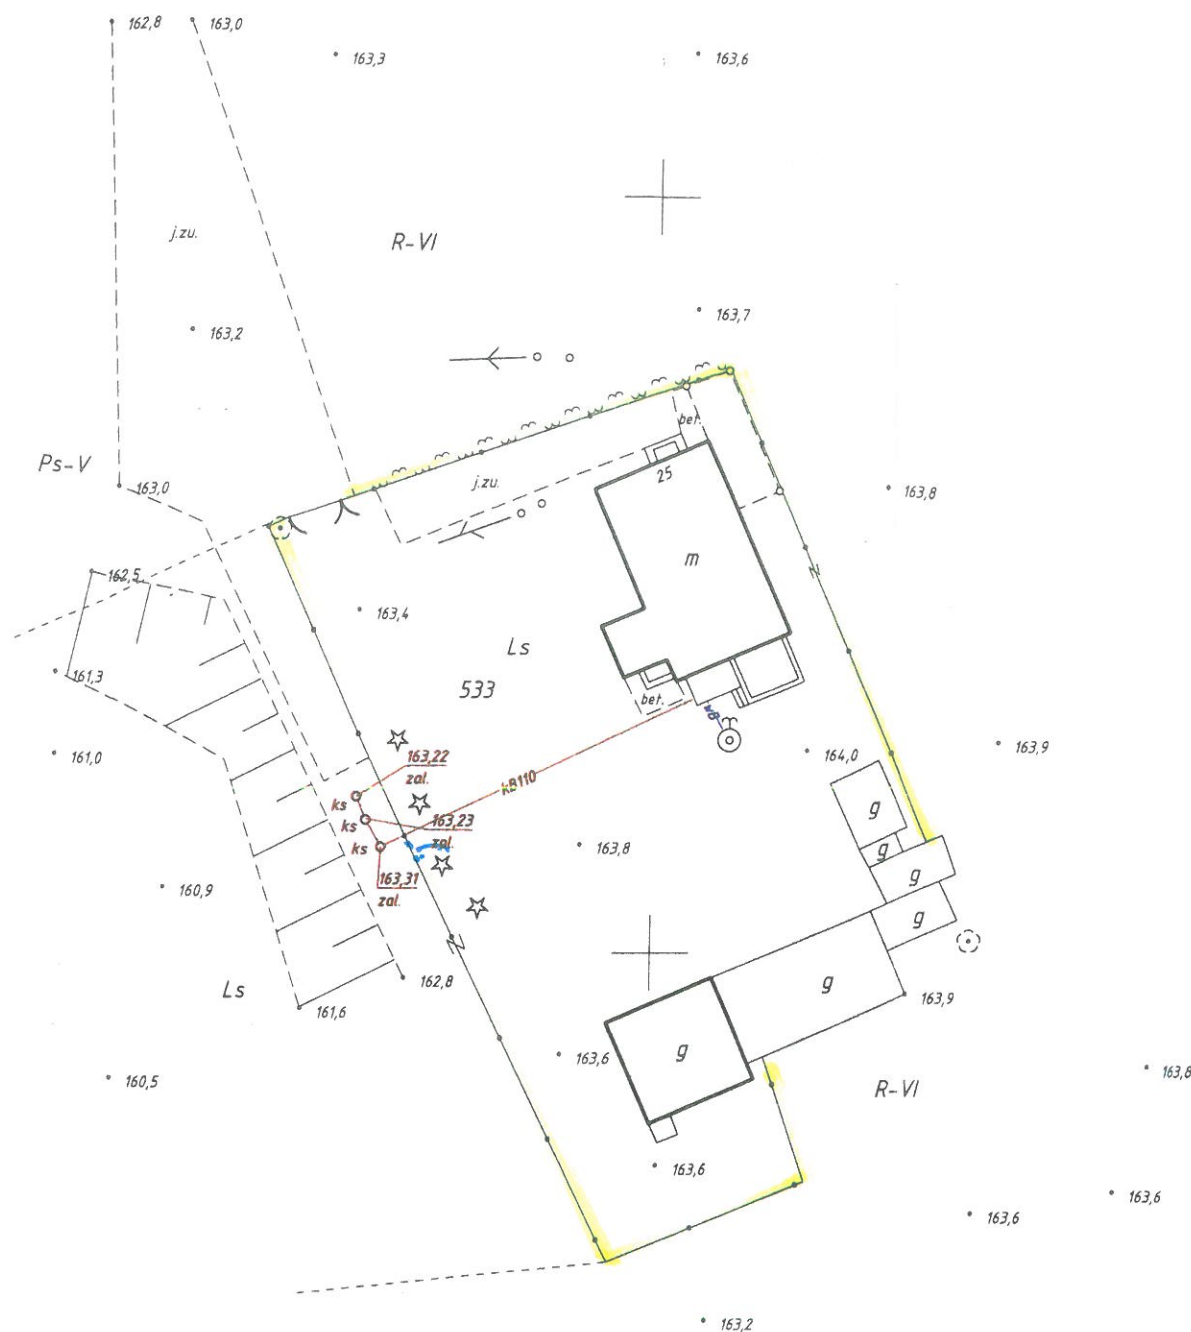 162,8
163,0
163,3
163,6
j.zu.
R-VI
163,7
163,2
bet.
Ps-V
163,0
j.zu.
25
163,8
m
162,5
163,4
Ls
161,3
533
bet.
161,0
163,22
zał.
164,0
163,9
kB110
ks
ks
163,23
zał.
g
ks
163,8
g
163,31
zał.
g
160,9
g
Ls
162,8
161,6
g
163,9
163,6
g
160,5
163,8
R-VI
163,6
163,6
163,6
163,2